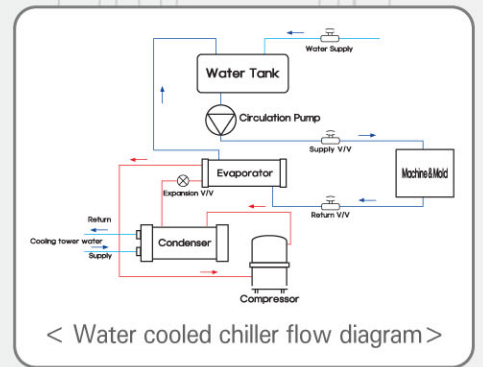 Water Supply
Water Tank
Circulation Pump
Supply V/V
Evaporator
Machine&Mold
Expansion V/V
Return V/V
Return
Cooling tower water
Condenser
Supply
Compressor
< Water cooled chiller flow diagram>